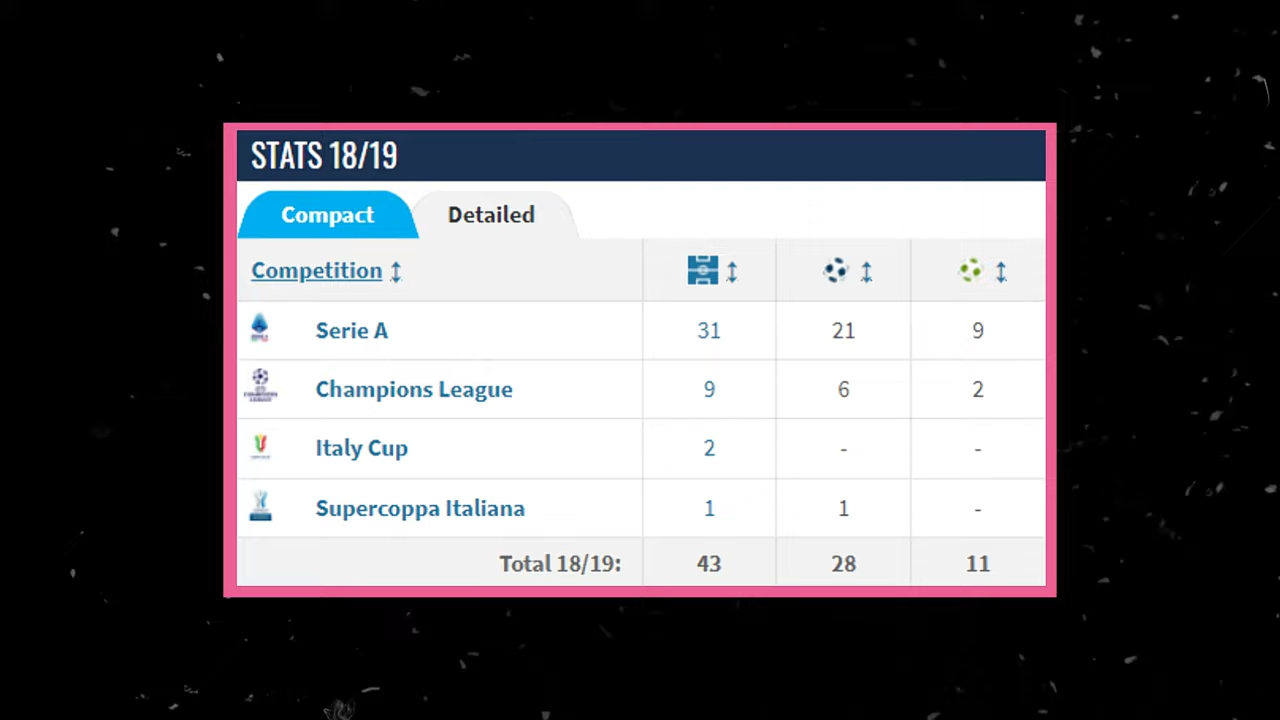 STATS 18/19
Compact Detailed
Competition
Serie A 31 21 9
Champions League 9 6 2
Italy Cup 2 - -
Supercoppa Italiana 1 1 -
Total 18/19: 43 28 11